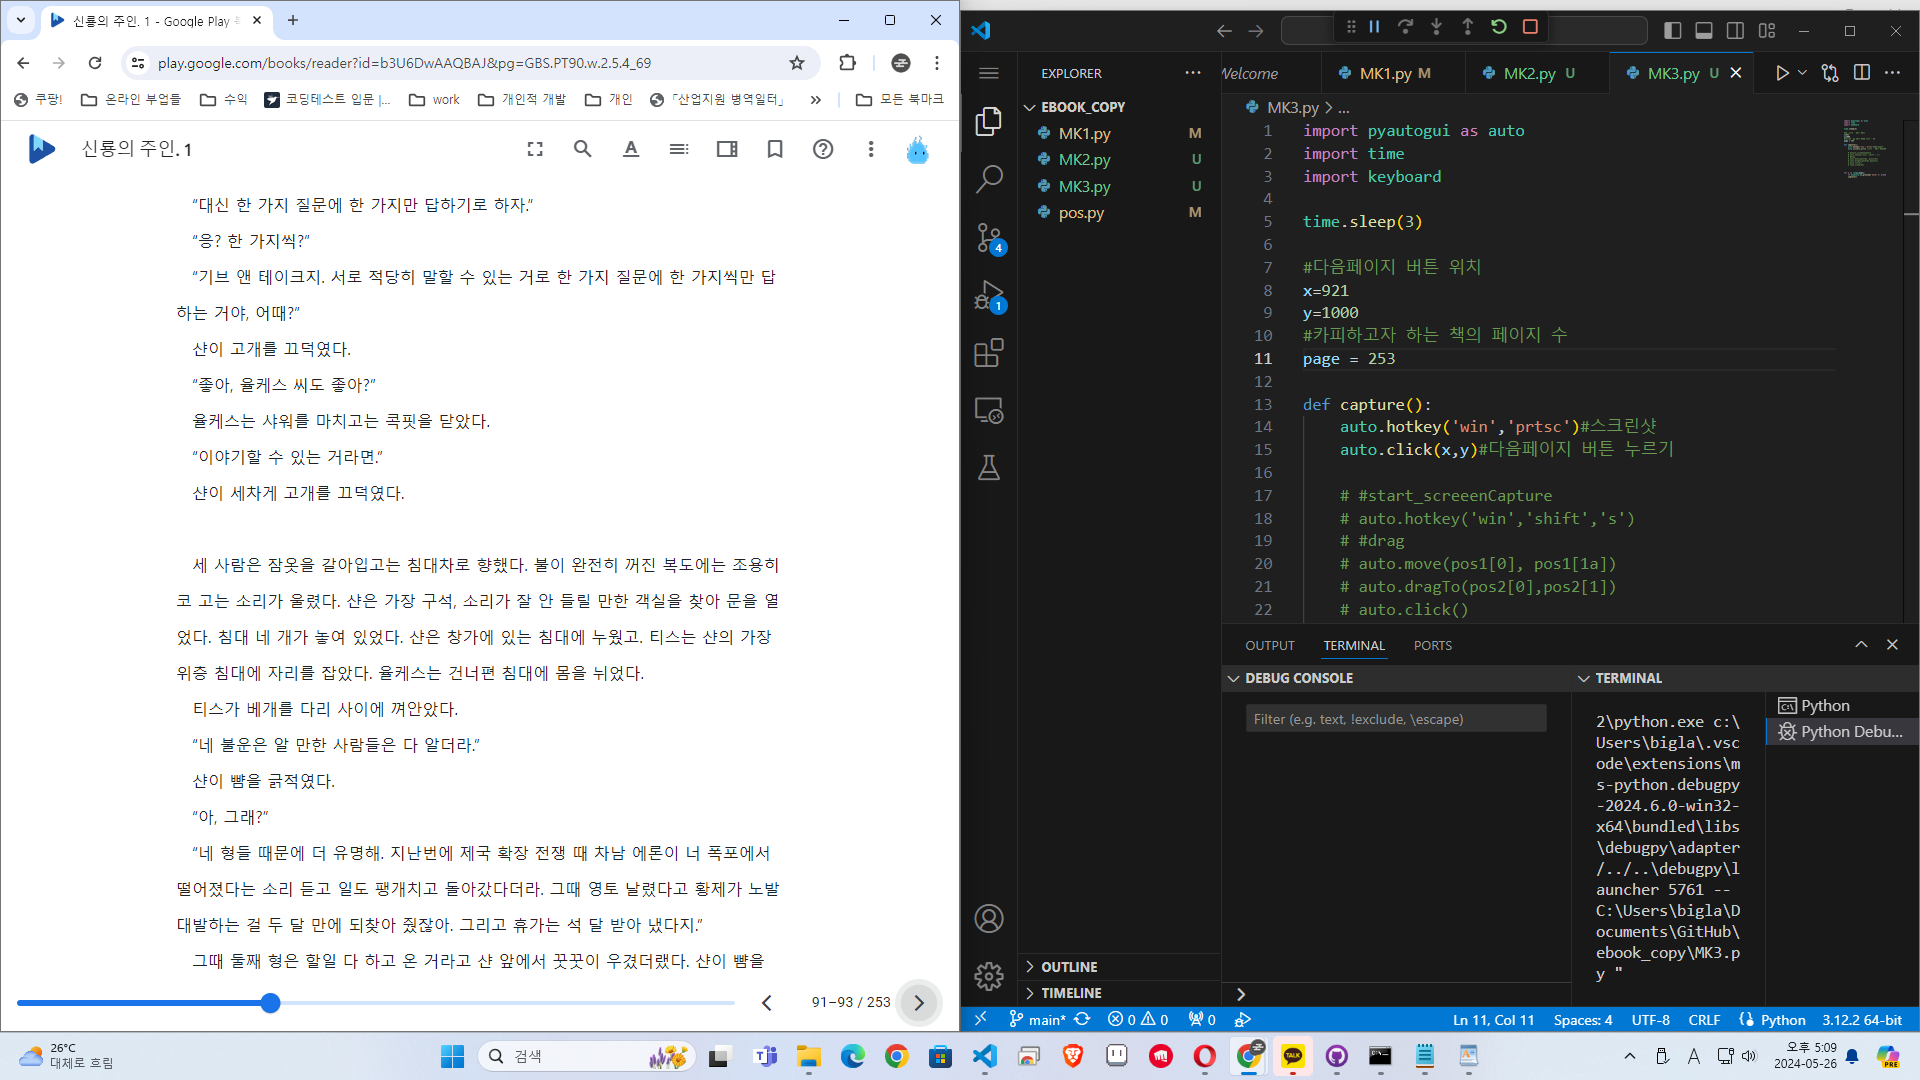 신룡의 주인. 1 - Google Play
play.google.com/books/reader?id=b3U6DwAAQBAJ&pg=GBS.PT90.w.2.5.4_69
쿠팡!
온라인 부업들
수익
코딩테스트 입문 |...
work
개인적 개발
개인
「산업지원 병역일터」
»
모든 북마크
신룡의 주인. 1
“대신 한 가지 질문에 한 가지만 답하기로 하자.”
“응? 한 가지씩?”
“기브 앤 테이크지. 서로 적당히 말할 수 있는 거로 한 가지 질문에 한 가지씩만 답
하는 거야, 어때?”
샨이 고개를 끄덕였다.
“좋아, 율케스 씨도 좋아?”
율케스는 샤워를 마치고는 콕핏을 닫았다.
“이야기할 수 있는 거라면.”
샨이 세차게 고개를 끄덕였다.
세 사람은 잠옷을 갈아입고는 침대차로 향했다. 불이 완전히 꺼진 복도에는 조용히
코 고는 소리가 울렸다. 샨은 가장 구석, 소리가 잘 안 들릴 만한 객실을 찾아 문을 열
었다. 침대 네 개가 놓여 있었다. 샨은 창가에 있는 침대에 누웠고. 티스는 샨의 가장
위층 침대에 자리를 잡았다. 율케스는 건너편 침대에 몸을 뉘었다.
티스가 베개를 다리 사이에 껴안았다.
“네 불운은 알 만한 사람들은 다 알더라.”
샨이 뺨을 긁적였다.
“아, 그래?”
“네 형들 때문에 더 유명해. 지난번에 제국 확장 전쟁 때 차남 에론이 너 폭포에서
떨어졌다는 소리 듣고 일도 팽개치고 돌아갔다더라. 그때 영토 날렸다고 황제가 노발
대발하는 걸 두 달 만에 되찾아 줬잖아. 그리고 휴가는 석 달 받아 냈다지.”
그때 둘째 형은 할일 다 하고 온 거라고 샨 앞에서 꿋꿋이 우겼더랬다. 샨이 뺨을
91–93 / 253
EXPLORER
EBOOK_COPY
MK1.py M
MK2.py U
MK3.py U
pos.py M
4
1
OUTLINE
TIMELINE
Welcome
MK1.py M
MK2.py U
MK3.py U
MK3.py > ...
1 import pyautogui as auto
2 import time
3 import keyboard
4
5 time.sleep(3)
6
7 #다음페이지 버튼 위치
8 x=921
9 y=1000
10 #카피하고자 하는 책의 페이지 수
11 page = 253
12
13 def capture():
14 auto.hotkey('win','prtsc')#스크린샷
15 auto.click(x,y)#다음페이지 버튼 누르기
16
17 # #start_screeenCapture
18 # auto.hotkey('win','shift','s')
19 # #drag
20 # auto.move(pos1[0], pos1[1a])
21 # auto.dragTo(pos2[0],pos2[1])
22 # auto.click()
OUTPUT
TERMINAL
PORTS
DEBUG CONSOLE
Filter (e.g. text, !exclude, \escape)
TERMINAL
2\python.exe c:\
Users\bigla\.vsc
ode\extensions\m
s-python.debugpy
-2024.6.0-win32-
x64\bundled\libs
\debugpy\adapter
/../..\debugpy\l
auncher 5761 --
C:\Users\bigla\D
ocuments\GitHub\
ebook_copy\MK3.p
y "
Python
Python Debu...
main*
0 0
0
Ln 11, Col 11
Spaces: 4
UTF-8
CRLF
Python
3.12.2 64-bit
26°C
대체로 흐림
검색
TALK
A
오후 5:09
2024-05-26
PRE